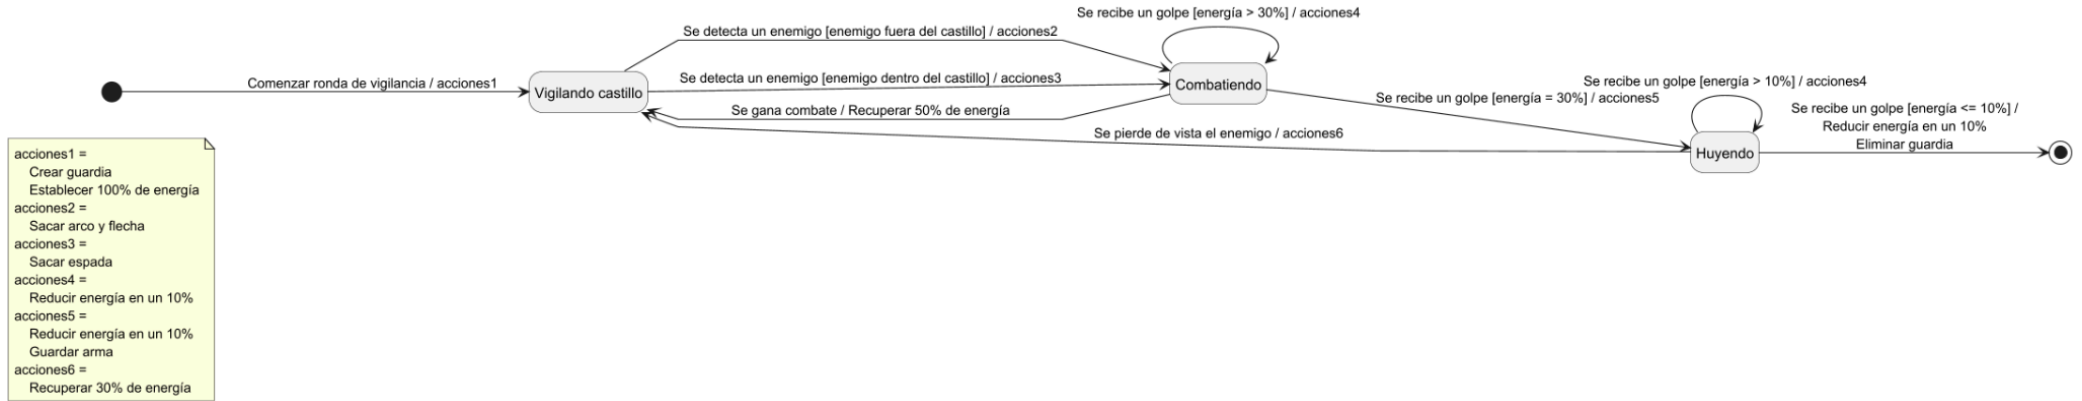 Se recibe un golpe [energía > 30%] / acciones4
Se detecta un enemigo [enemigo fuera del castillo] / acciones2
Se detecta un enemigo [enemigo dentro del castillo] / acciones3
Comenzar ronda de vigilancia / acciones1
Vigilando castillo
Combatiendo
Se recibe un golpe [energía > 10%] / acciones4
Se recibe un golpe [energía = 30%] / acciones5
Se gana combate / Recuperar 50% de energía
Se pierde de vista el enemigo / acciones6
Huyendo
Se recibe un golpe [energía <= 10%] /
Reducir energía en un 10%
Eliminar guardia
acciones1 =
Crear guardia
Establecer 100% de energía
acciones2 =
Sacar arco y flecha
acciones3 =
Sacar espada
acciones4 =
Reducir energía en un 10%
acciones5 =
Reducir energía en un 10%
Guardar arma
acciones6 =
Recuperar 30% de energía